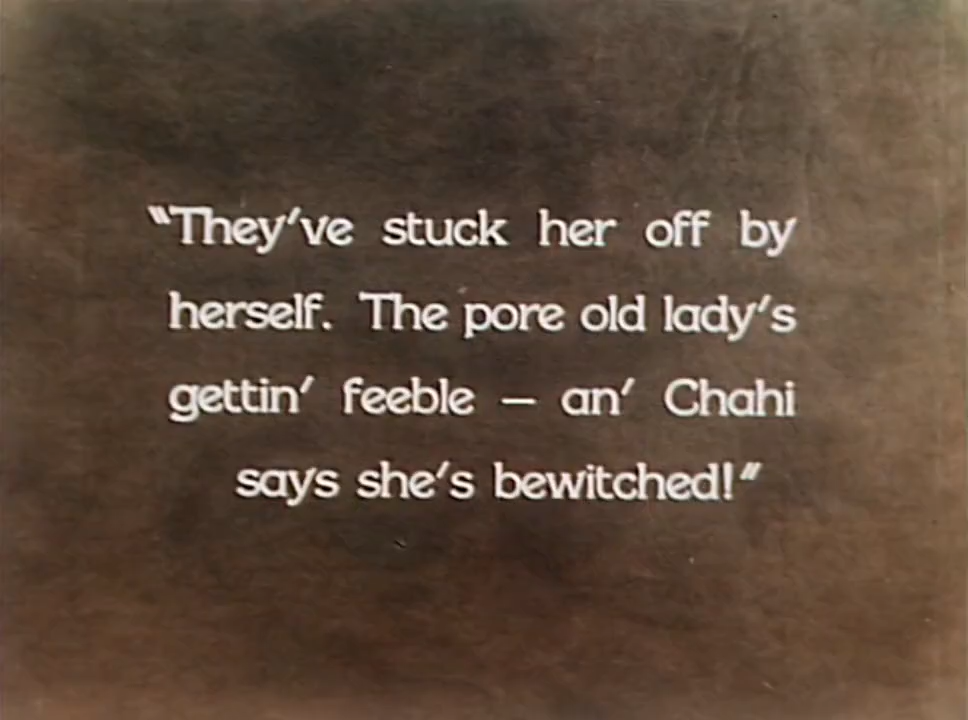 “They’ve stuck her off by
herself. The pore old lady’s
gettin’ feeble — an’ Chahi
says she’s bewitched!”